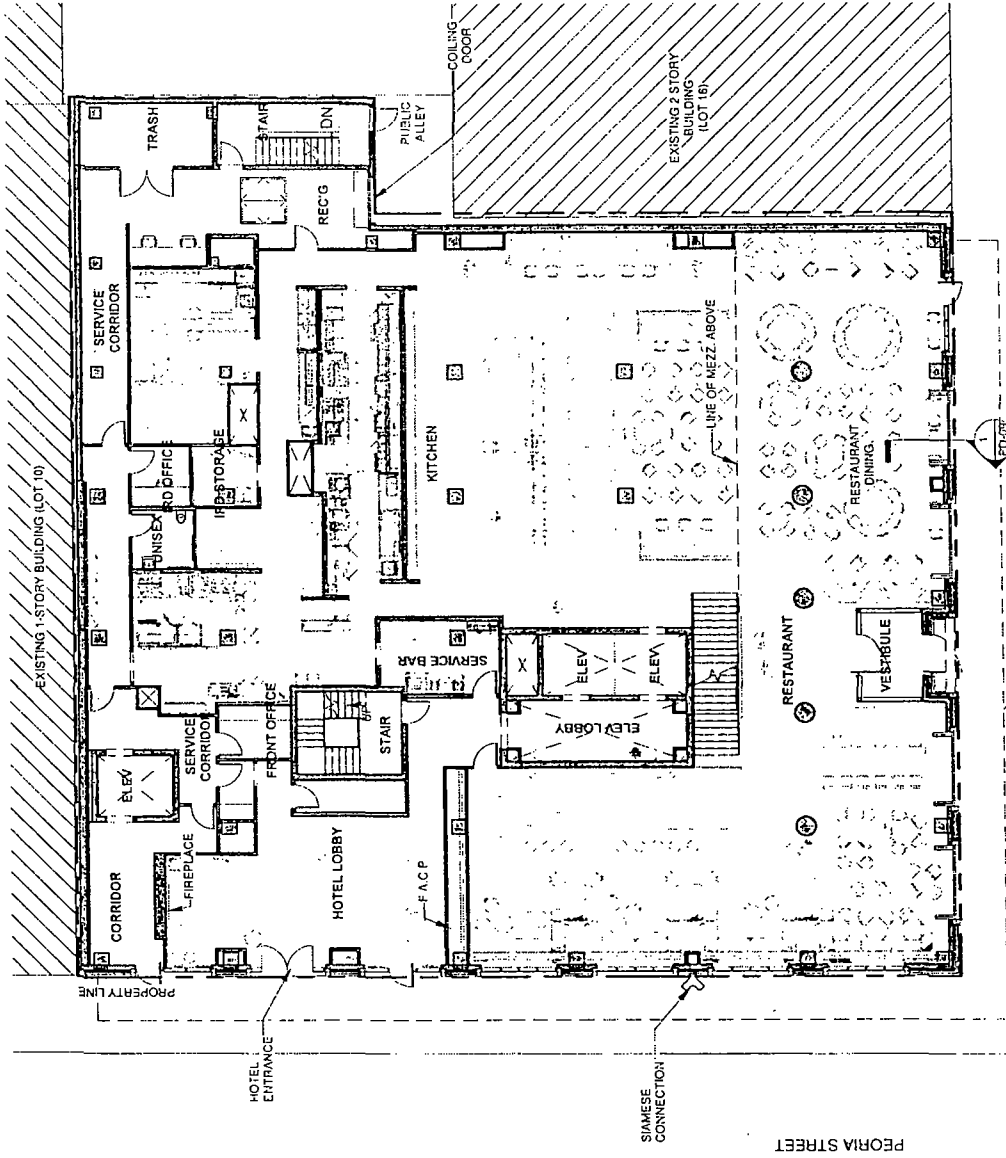 EXISTING 1-STORY BUILDING (LOT 10)
COILING
DOOR
TRASH
STAIR
DN
PUBLIC
ALLEY
EXISTING 2 STORY
BUILDING
(LOT 16)
REC'G
SERVICE
CORRIDOR
IRD OFFICE
IRD STORAGE
UNISEX
KITCHEN
LINE OF MEZZ. ABOVE
RESTAURANT
DINING
1
SERVICE BAR
X
ELEV
ELEV
ELEV LOBBY
RESTAURANT
VESTIBULE
SERVICE
CORRIDOR
FRONT OFFICE
STAIR
UP
ELEV
CORRIDOR
FIREPLACE
HOTEL LOBBY
F.A.C.P
PROPERTY LINE
HOTEL
ENTRANCE
SIAMESE
CONNECTION
PEORIA STREET
X